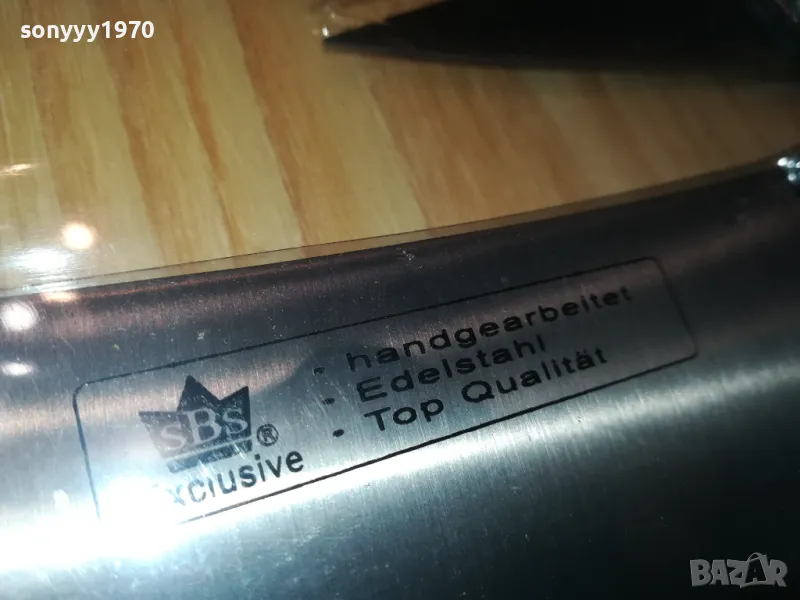 sonyyy1970
- handgearbeitet
- Edelstahl
- Top Qualität
SBS ®
Exclusive
BAZAR